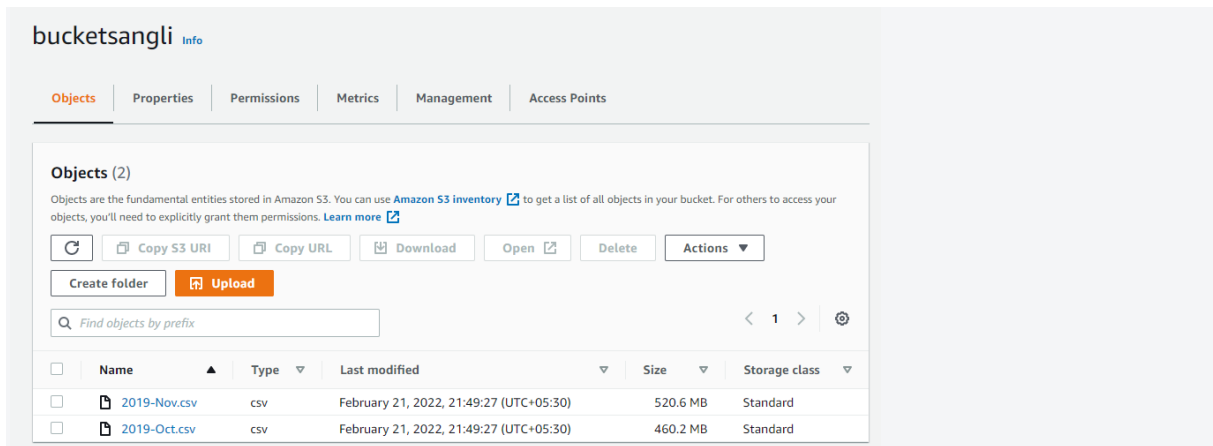 bucketsangli Info
Objects Properties Permissions Metrics Management Access Points
Objects (2)
Objects are the fundamental entities stored in Amazon S3. You can use Amazon S3 inventory to get a list of all objects in your bucket. For others to access your
objects, you'll need to explicitly grant them permissions. Learn more
Copy S3 URI Copy URL Download Open Delete Actions
Create folder Upload
Find objects by prefix 1
Name Type Last modified Size Storage class
2019-Nov.csv csv February 21, 2022, 21:49:27 (UTC+05:30) 520.6 MB Standard
2019-Oct.csv csv February 21, 2022, 21:49:27 (UTC+05:30) 460.2 MB Standard